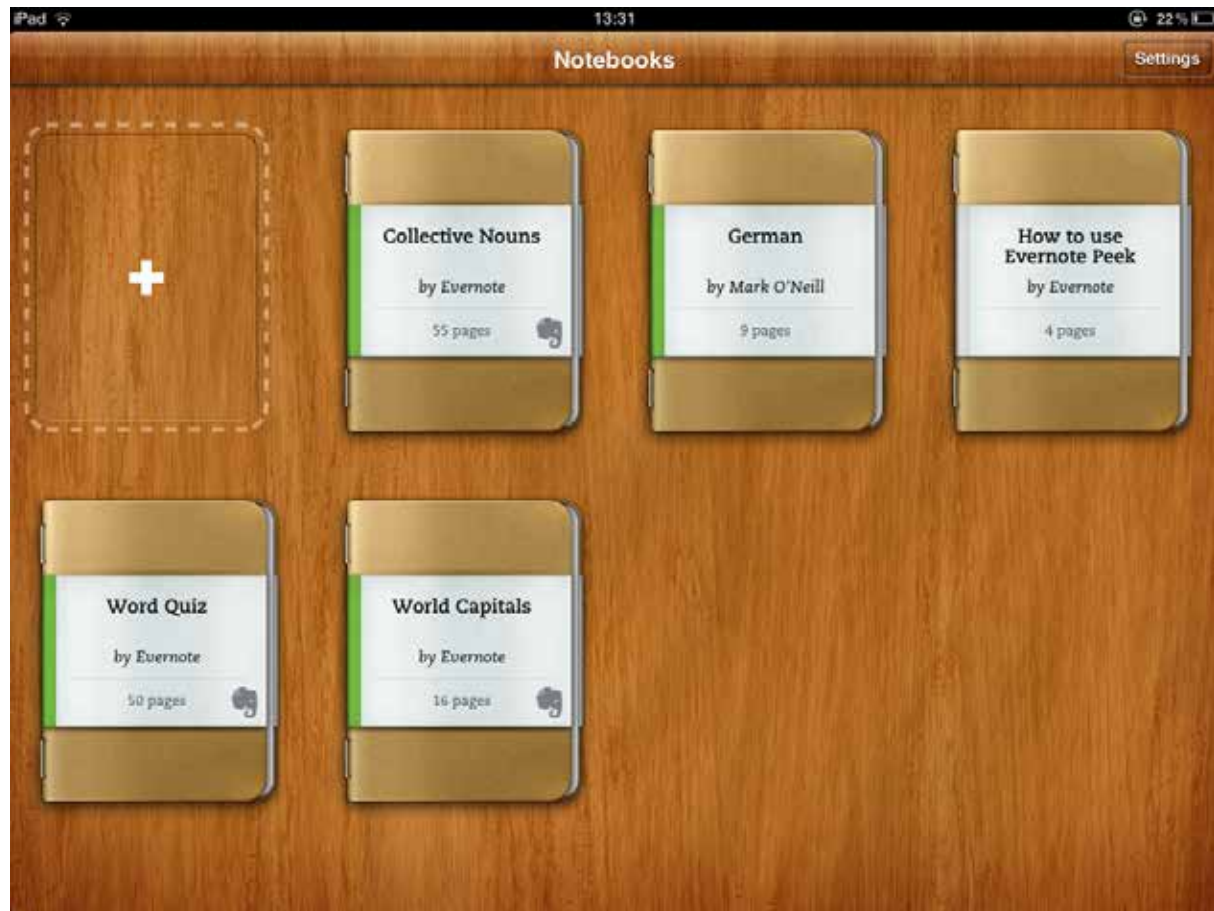 iPad 13:31 22%
Notebooks
Settings
Collective Nouns
by Evernote
55 pages
German
by Mark O'Neill
9 pages
How to use
Evernote Peek
by Evernote
4 pages
Word Quiz
by Evernote
50 pages
World Capitals
by Evernote
16 pages